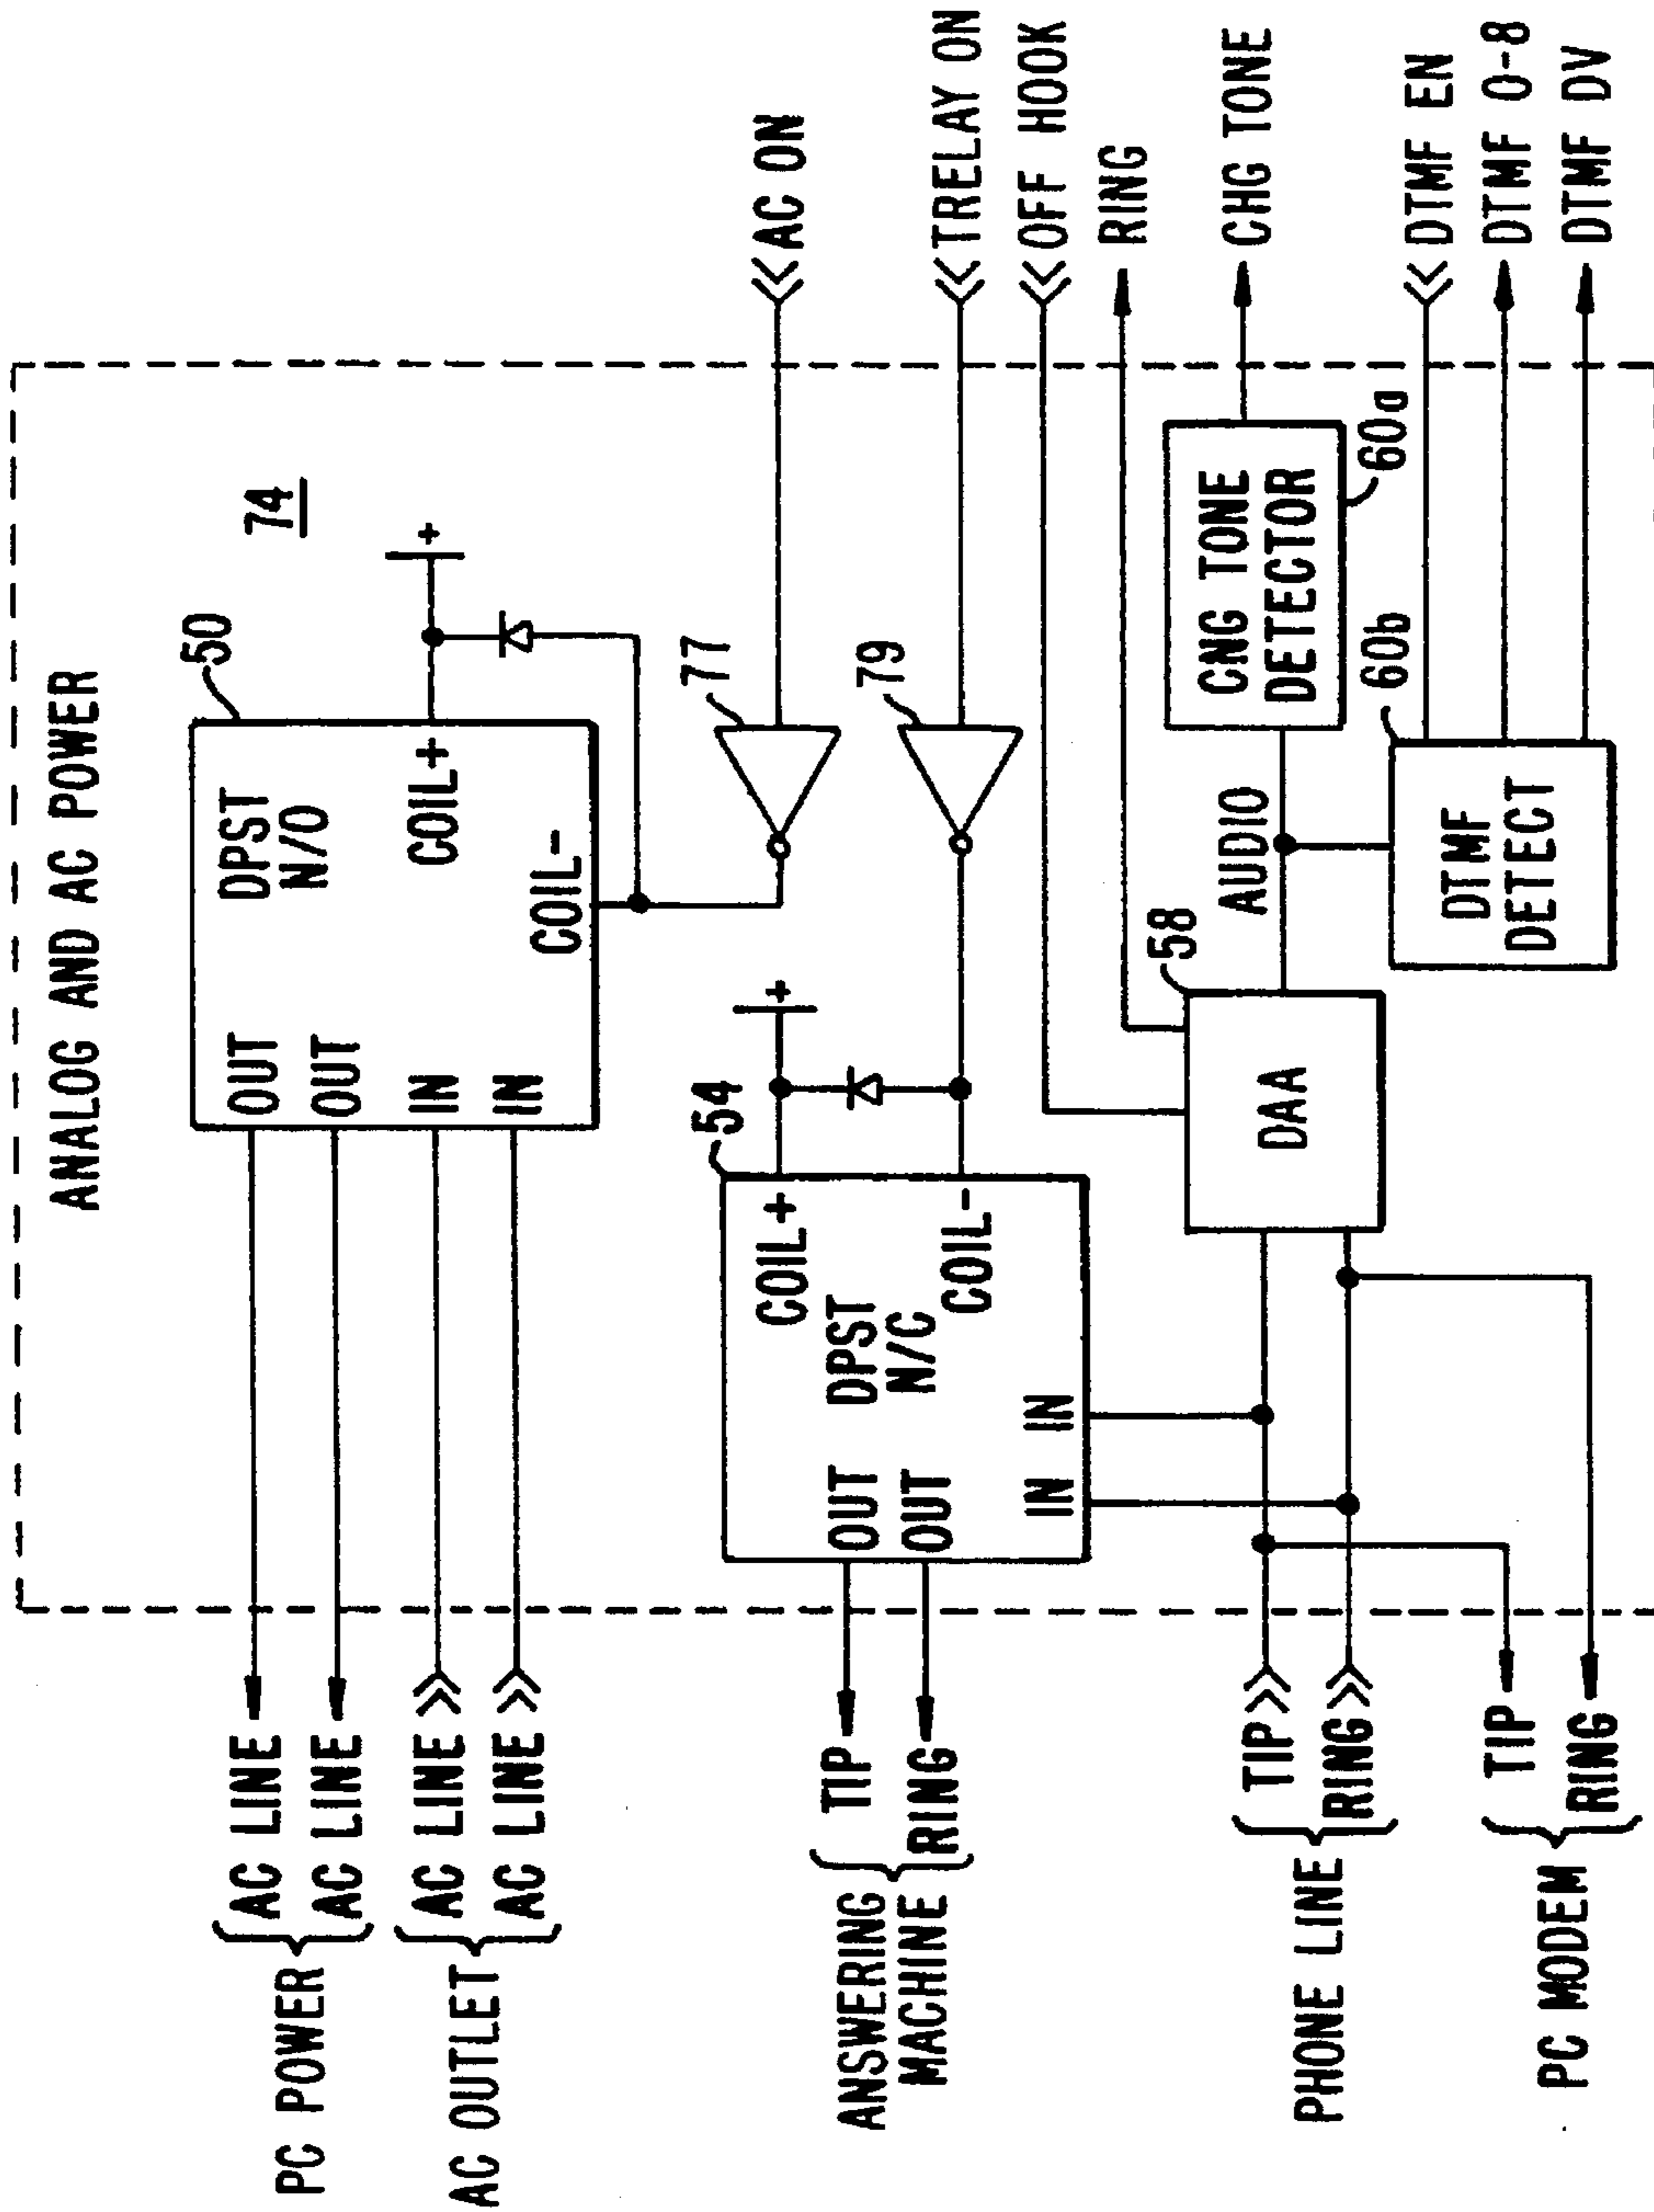 ANALOG AND AC POWER
74
50
DPST
N/O
COIL+
COIL-
OUT
OUT
IN
IN
+
PC POWER
AC LINE
AC LINE
AC OUTLET
AC LINE
AC LINE
77
AC ON
79
TRELAY ON
OFF HOOK
RING
54
COIL+
DPST
N/C
COIL-
OUT
OUT
IN
IN
+
ANSWERING
MACHINE
TIP
RING
58
DAA
AUDIO
CNG TONE
DETECTOR
60a
CHG TONE
60b
DTMF
DETECT
DTMF EN
DTMF 0-8
DTMF DV
PHONE LINE
TIP
RING
PC MODEM
TIP
RING